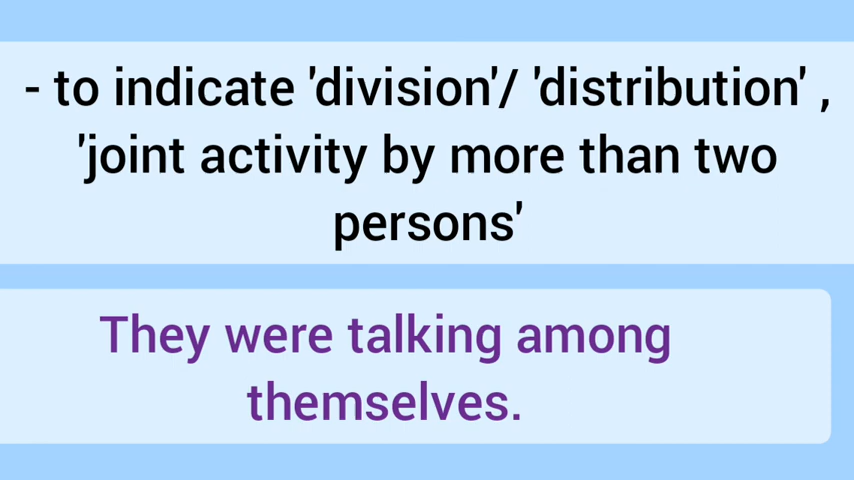 - to indicate 'division'/ 'distribution' ,
'joint activity by more than two
persons'
They were talking among
themselves.